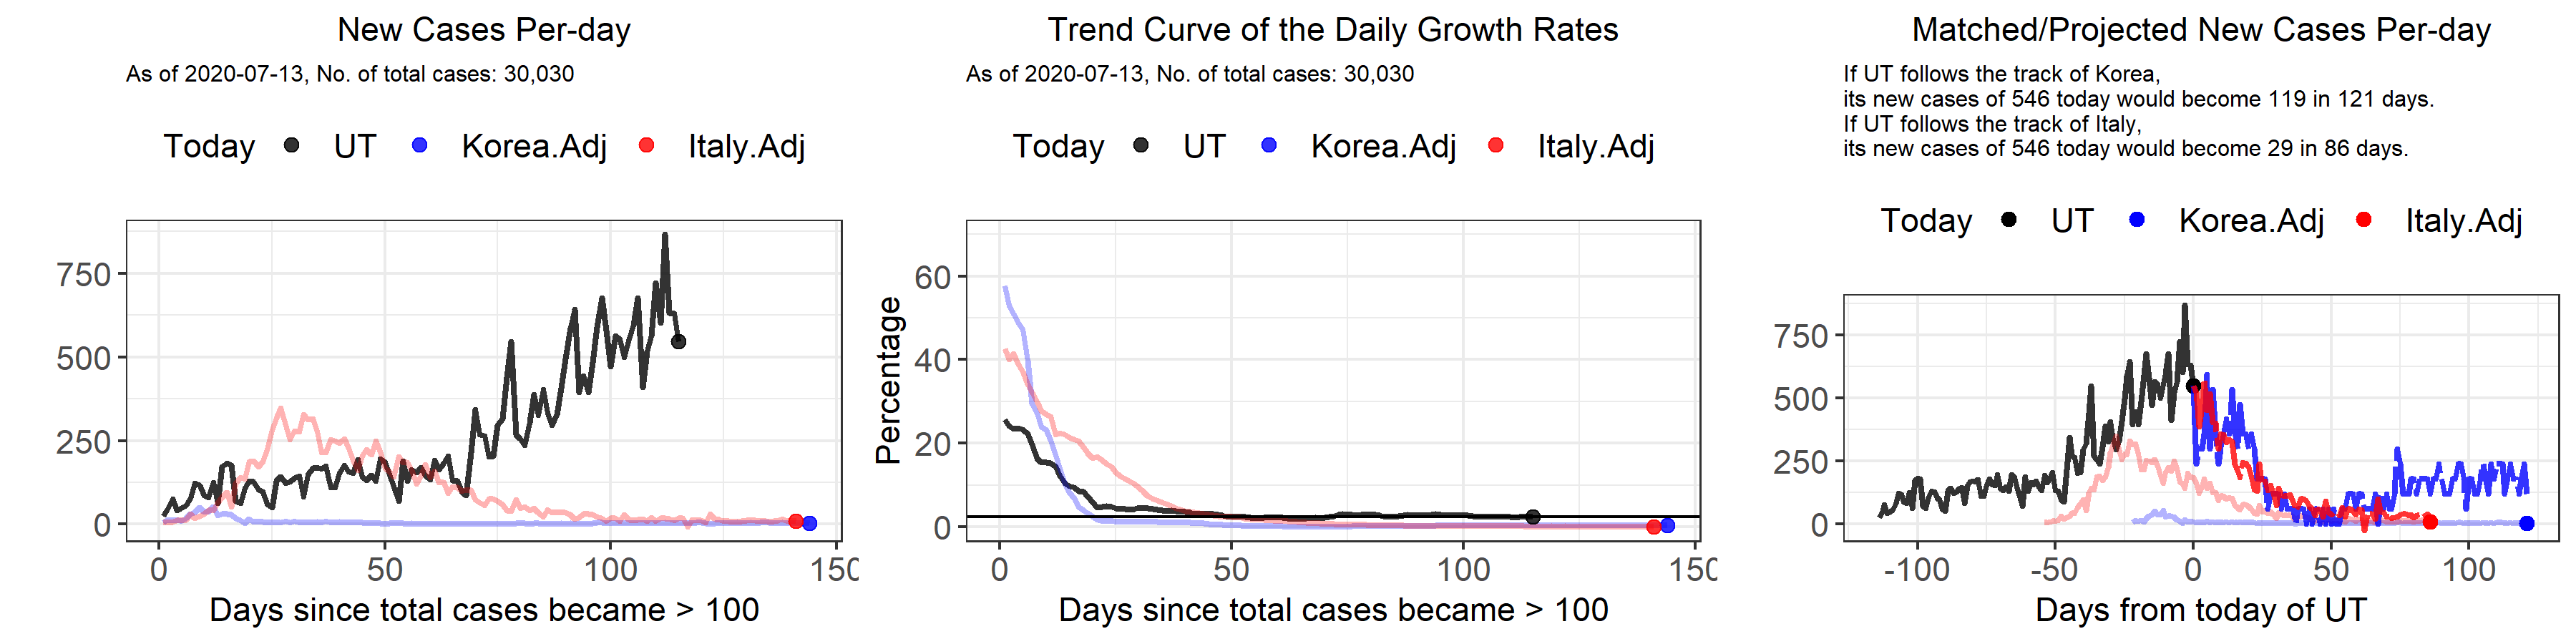 New Cases Per-day
As of 2020-07-13, No. of total cases: 30,030
Today UT Korea.Adj Italy.Adj
750
500
250
0
0 50 100 150
Days since total cases became > 100
Trend Curve of the Daily Growth Rates
As of 2020-07-13, No. of total cases: 30,030
Today UT Korea.Adj Italy.Adj
Percentage
60
40
20
0
0 50 100 150
Days since total cases became > 100
Matched/Projected New Cases Per-day
If UT follows the track of Korea,
its new cases of 546 today would become 119 in 121 days.
If UT follows the track of Italy,
its new cases of 546 today would become 29 in 86 days.
Today UT Korea.Adj Italy.Adj
750
500
250
0
-100 -50 0 50 100
Days from today of UT